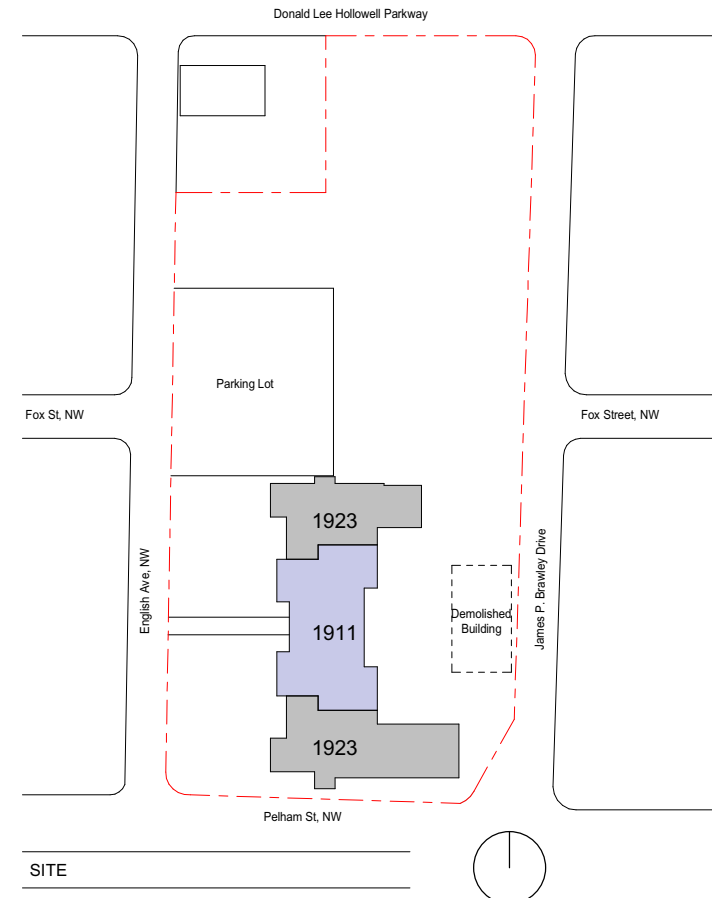 Donald Lee Hollowell Parkway
Parking Lot
Fox St, NW
Fox Street, NW
1923
English Ave, NW
James P. Brawley Drive
Demolished
Building
1911
1923
Pelham St, NW
SITE